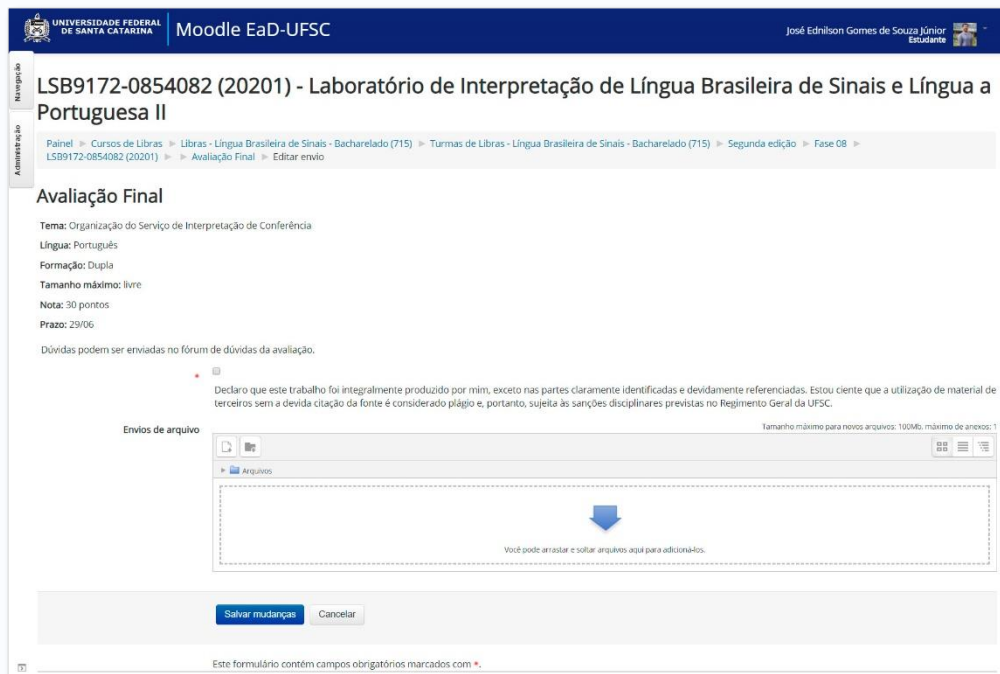 UNIVERSIDADE FEDERAL
DE SANTA CATARINA
Moodle EaD-UFSC
José Ednilson Gomes de Souza Júnior
Estudante
Navegação
Administração
LSB9172-0854082 (20201) - Laboratório de Interpretação de Língua Brasileira de Sinais e Língua a
Portuguesa II
Painel ► Cursos de Libras ► Libras - Língua Brasileira de Sinais - Bacharelado (715) ► Turmas de Libras - Língua Brasileira de Sinais - Bacharelado (715) ► Segunda edição ► Fase 08 ►
LSB9172-0854082 (20201) ► ► Avaliação Final ► Editar envio
Avaliação Final
Tema: Organização do Serviço de Interpretação de Conferência
Língua: Português
Formação: Dupla
Tamanho máximo: livre
Nota: 30 pontos
Prazo: 29/06
Dúvidas podem ser enviadas no fórum de dúvidas da avaliação.
*
Declaro que este trabalho foi integralmente produzido por mim, exceto nas partes claramente identificadas e devidamente referenciadas. Estou ciente que a utilização de material de
terceiros sem a devida citação da fonte é considerado plágio e, portanto, sujeita às sanções disciplinares previstas no Regimento Geral da UFSC.
Envios de arquivo
Tamanho máximo para novos arquivos: 100Mb, máximo de anexos: 1
► Arquivos
Você pode arrastar e soltar arquivos aqui para adicioná-los.
Salvar mudanças
Cancelar
Este formulário contém campos obrigatórios marcados com *.